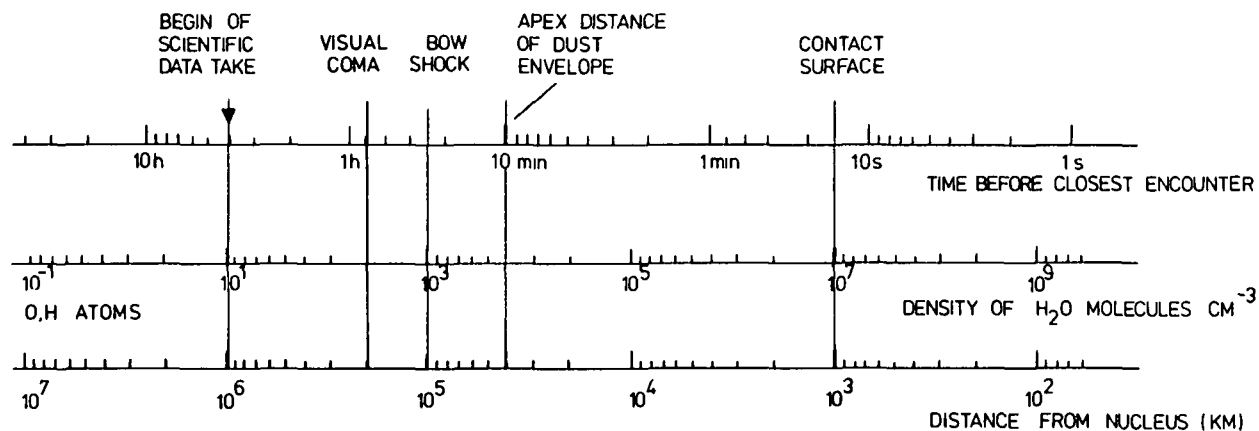 BEGIN OF
SCIENTIFIC
DATA TAKE
VISUAL
COMA
BOW
SHOCK
APEX DISTANCE
OF DUST
ENVELOPE
CONTACT
SURFACE
10h 1h 10 min 1min 10s 1s
TIME BEFORE CLOSEST ENCOUNTER
10⁻¹ 10¹ 10³ 10⁵ 10⁷ 10⁹
O,H ATOMS DENSITY OF H₂O MOLECULES CM⁻³
10⁷ 10⁶ 10⁵ 10⁴ 10³ 10²
DISTANCE FROM NUCLEUS (KM)